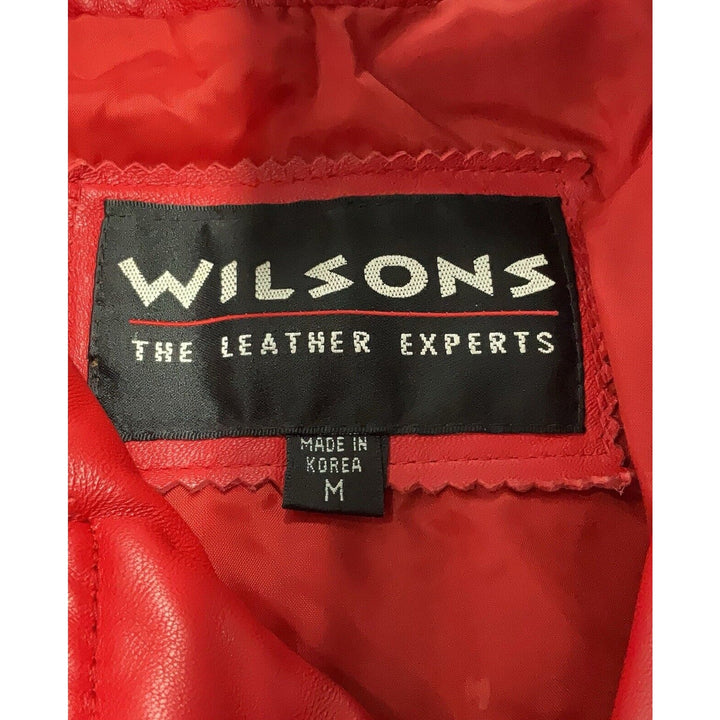 WILSONS
THE LEATHER EXPERTS
MADE IN
KOREA
M